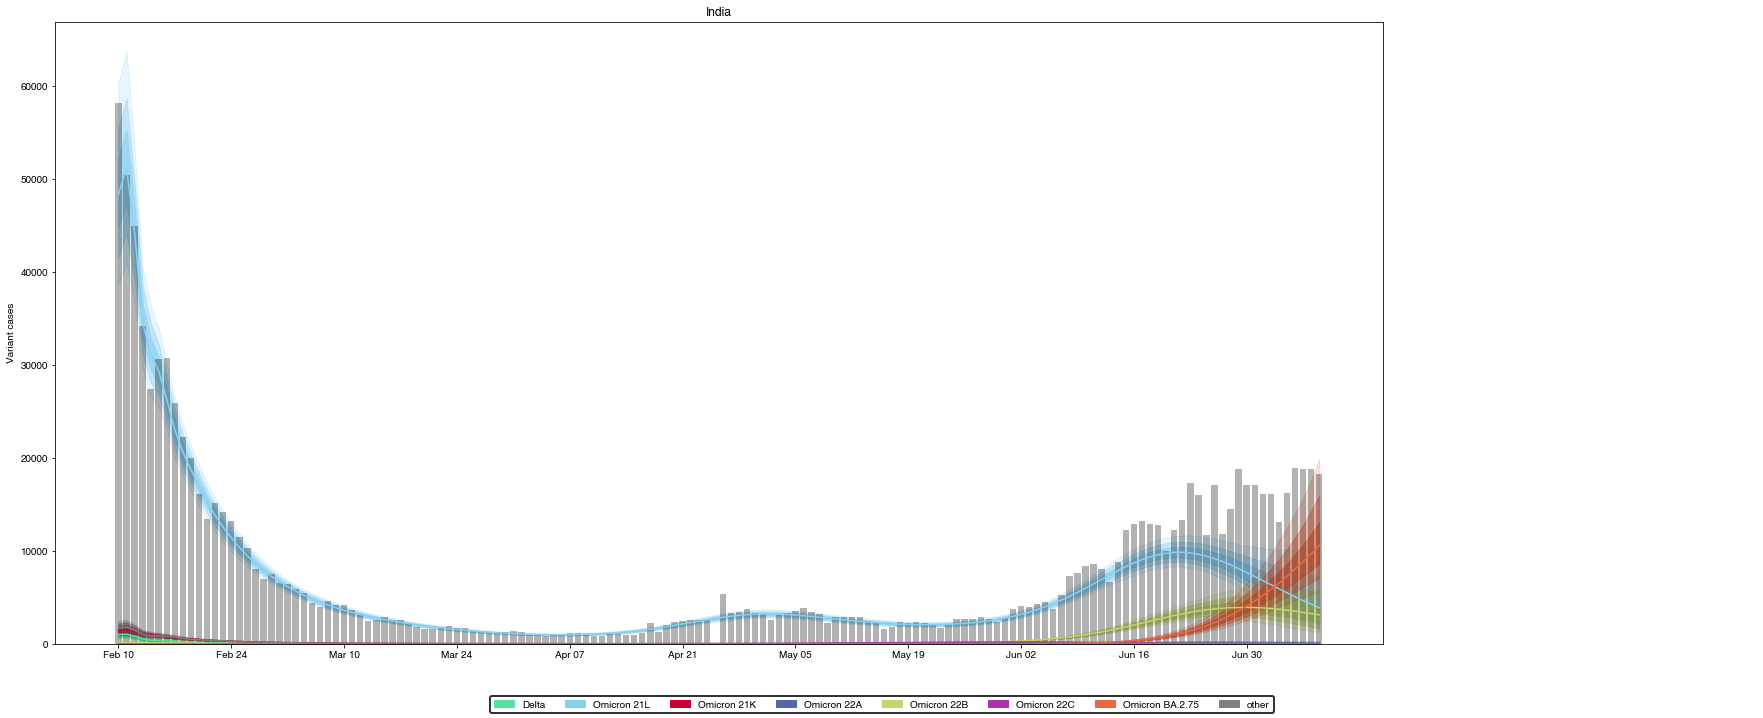 India
60000
50000
40000
30000
20000
10000
0
Variant cases
Feb 10 Feb 24 Mar 10 Mar 24 Apr 07 Apr 21 May 05 May 19 Jun 02 Jun 16 Jun 30
Delta Omicron 21L Omicron 21K Omicron 22A Omicron 22B Omicron 22C Omicron BA.2.75 other